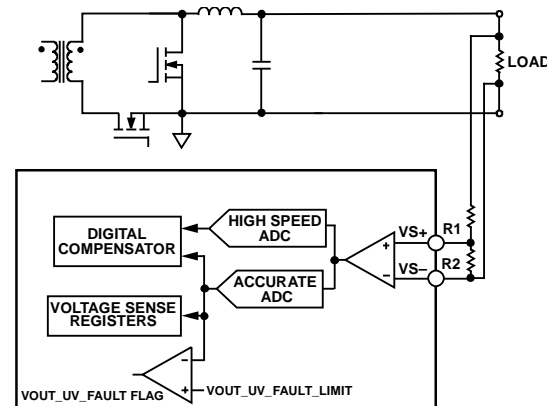 LOAD
R1
VS+
R2
VS−
HIGH SPEED
ADC
DIGITAL
COMPENSATOR
ACCURATE
ADC
VOLTAGE SENSE
REGISTERS
VOUT_UV_FAULT FLAG
VOUT_UV_FAULT_LIMIT
+
−
−
+